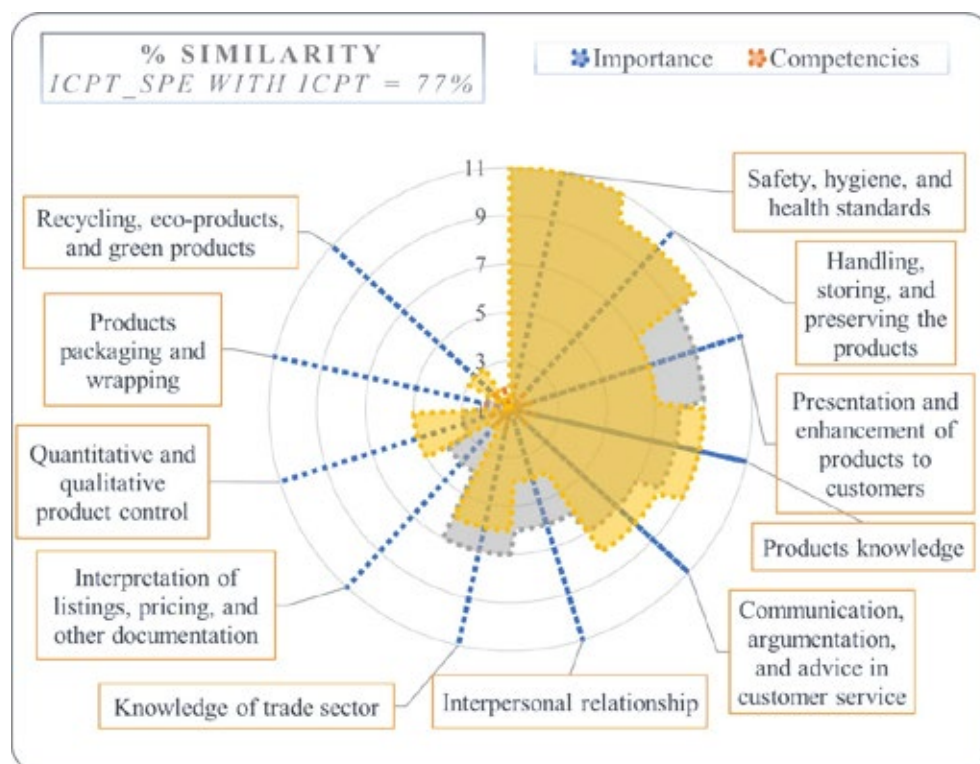 % SIMILARITY
ICPT_SPE WITH ICPT = 77%
Importance
Competencies
11
9
7
5
3
1
Safety, hygiene, and
health standards
Handling,
storing, and
preserving the
products
Presentation and
enhancement of
products to
customers
Products knowledge
Communication,
argumentation,
and advice in
customer service
Interpersonal relationship
Knowledge of trade sector
Interpretation of
listings, pricing, and
other documentation
Quantitative and
qualitative
product control
Products
packaging and
wrapping
Recycling, eco-products,
and green products